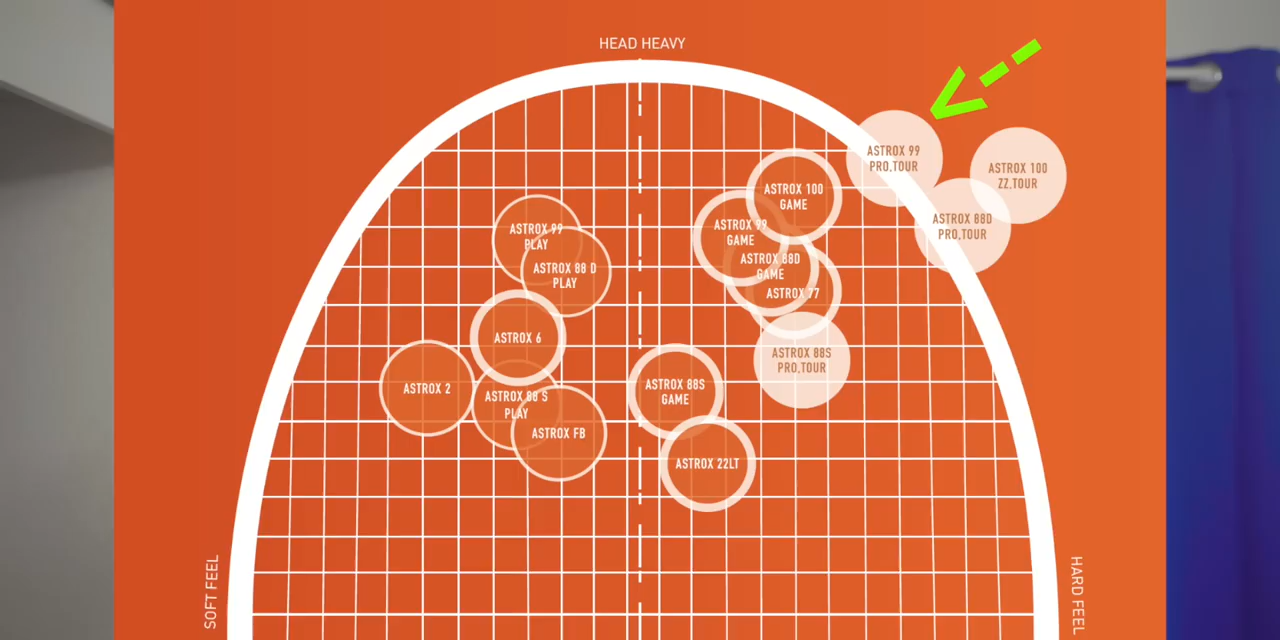 HEAD HEAVY
ASTROX 99
PRO,TOUR
ASTROX 100
ZZ,TOUR
ASTROX 100
GAME
ASTROX 88D
PRO,TOUR
ASTROX 99
PLAY
ASTROX 99
GAME
ASTROX 88 D
PLAY
ASTROX 88D
GAME
ASTROX 77
ASTROX 6
ASTROX 88S
PRO,TOUR
ASTROX 2
ASTROX 88 S
PLAY
ASTROX 88S
GAME
ASTROX FB
ASTROX 22LT
SOFT FEEL
HARD FEEL